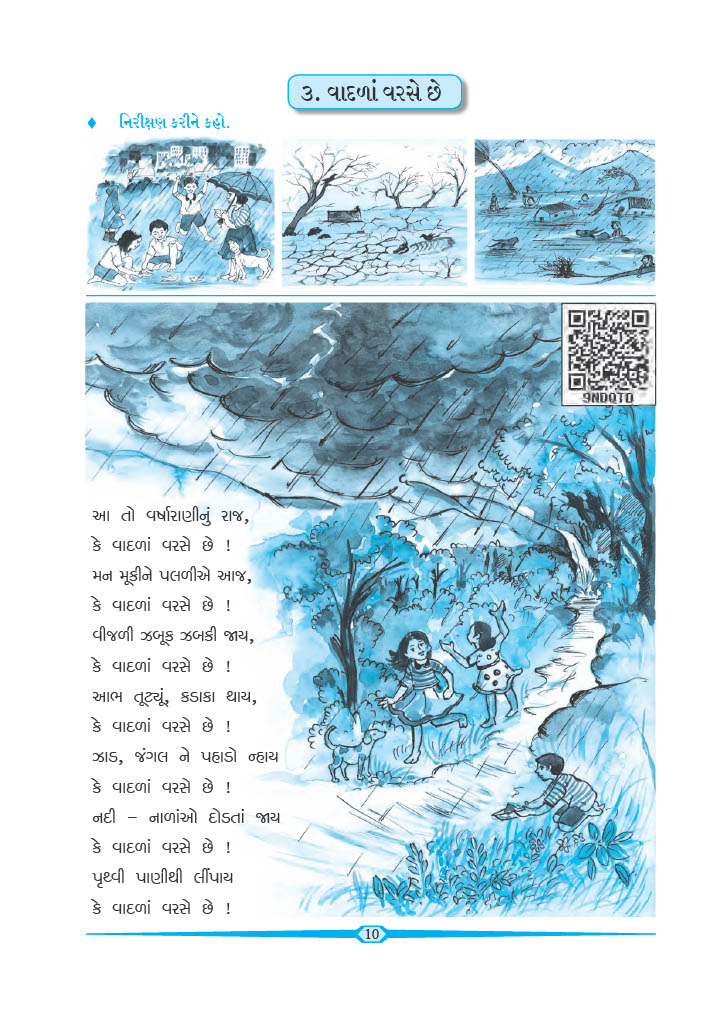 ૩. વાદળાં વરસે છે
♦ નિરીક્ષણ કરીને કહો.
9NDQTD
આ તો વર્ષારાણીનું રાજ,
કે વાદળાં વરસે છે !
મન મૂકીને પલળીએ આજ,
કે વાદળાં વરસે છે !
વીજળી ઝબૂક ઝબકી જાય,
કે વાદળાં વરસે છે !
આભ તૂટ્યું, કડાકા થાય,
કે વાદળાં વરસે છે !
ઝાડ, જંગલ ને પહાડો ન્હાય
કે વાદળાં વરસે છે !
નદી – નાળાંઓ દોડતાં જાય
કે વાદળાં વરસે છે !
પૃથ્વી પાણીથી લીંપાય
કે વાદળાં વરસે છે !
10